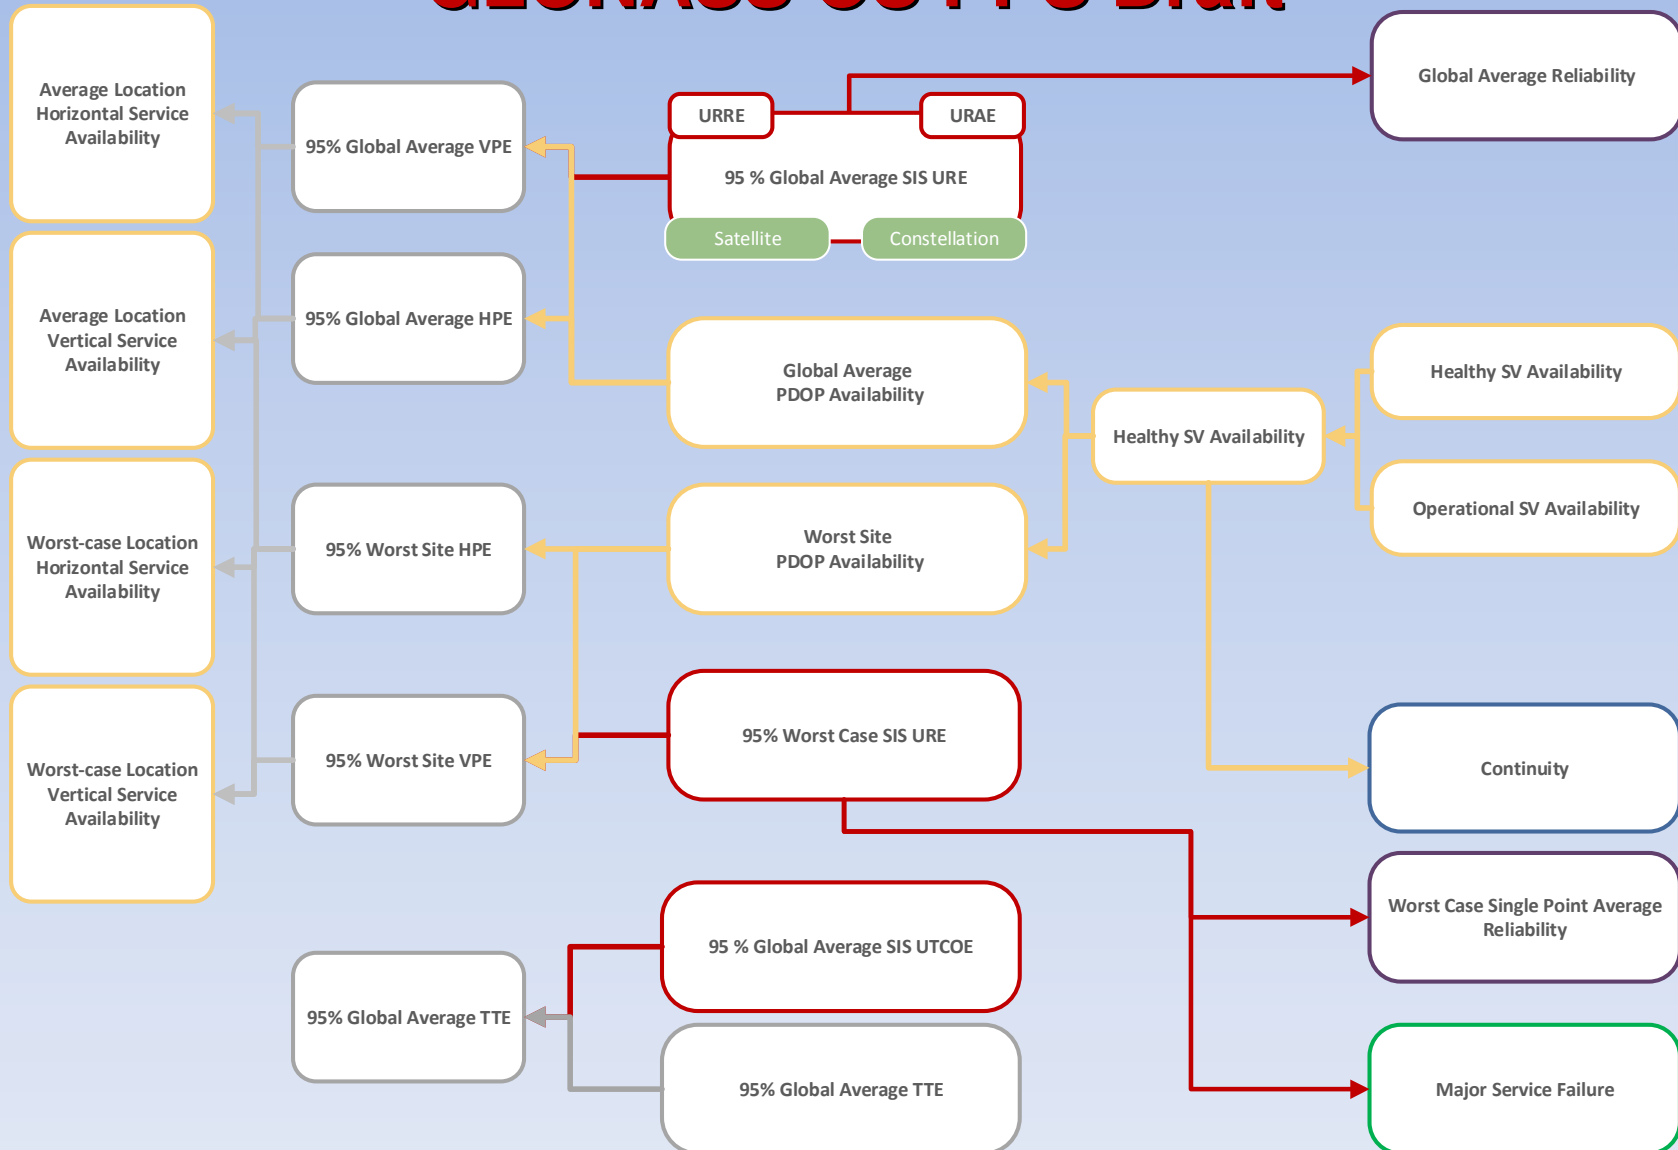 GLONASS Draft
Average Location
Horizontal Service
Availability
95% Global Average VPE
URRE
URAE
95 % Global Average SIS URE
Satellite
Constellation
Global Average Reliability
Average Location
Vertical Service
Availability
95% Global Average HPE
Global Average
PDOP Availability
Healthy SV Availability
Healthy SV Availability
Operational SV Availability
Worst-case Location
Horizontal Service
Availability
95% Worst Site HPE
Worst Site
PDOP Availability
Worst-case Location
Vertical Service
Availability
95% Worst Site VPE
95% Worst Case SIS URE
Continuity
Worst Case Single Point Average
Reliability
95 % Global Average SIS UTCOE
95% Global Average TTE
95% Global Average TTE
Major Service Failure